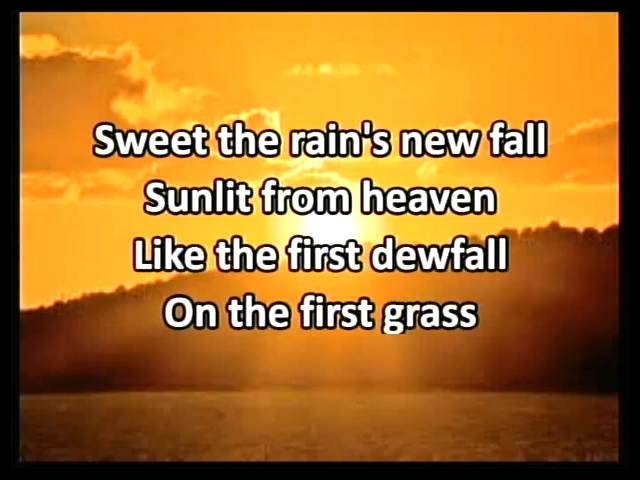 Sweet the rain's new fall
Sunlit from heaven
Like the first dewfall
On the first grass